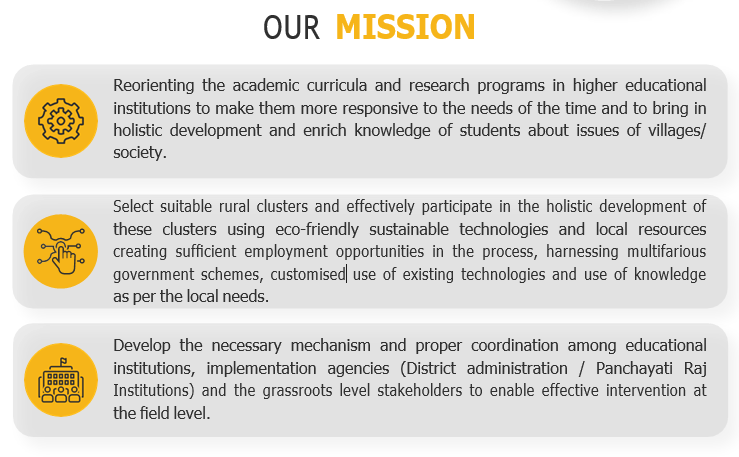 OUR MISSION
Reorienting the academic curricula and research programs in higher educational
institutions to make them more responsive to the needs of the time and to bring in
holistic development and enrich knowledge of students about issues of villages/
society.
Select suitable rural clusters and effectively participate in the holistic development of
these clusters using eco-friendly sustainable technologies and local resources
creating sufficient employment opportunities in the process, harnessing multifarious
government schemes, customised use of existing technologies and use of knowledge
as per the local needs.
Develop the necessary mechanism and proper coordination among educational
institutions, implementation agencies (District administration / Panchayati Raj
Institutions) and the grassroots level stakeholders to enable effective intervention at
the field level.